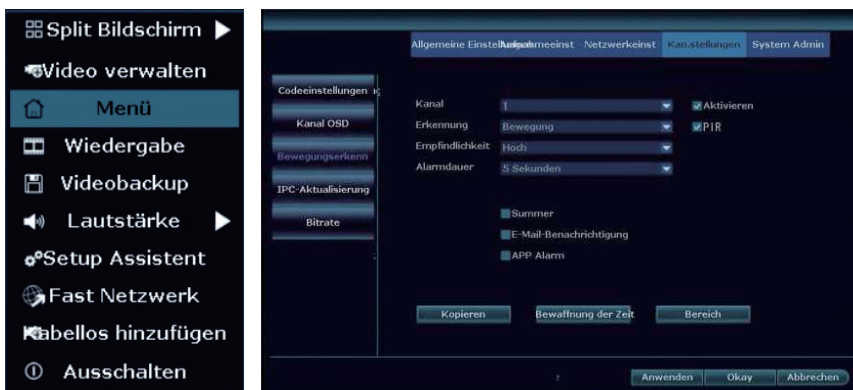 Split Bildschirm
Video verwalten
Menü
Wiedergabe
Videobackup
Lautstärke
Setup Assistent
Fast Netzwerk
Kabellos hinzufügen
Ausschalten
Allgemeine Einstel Netzwerkeinst Kan.stellungen System Admin
Codeeinstellungen
Kanal OSD
Bewegungserkenn
IPC-Aktualisierung
Bitrate
Kanal 1 Aktivieren
Erkennung Bewegung PIR
Empfindlichkeit Hoch
Alarmdauer 5 Sekunden
Summer
E-Mail-Benachrichtigung
APP Alarm
Kopieren Bewaffnung der Zeit Bereich
Anwenden Okay Abbrechen